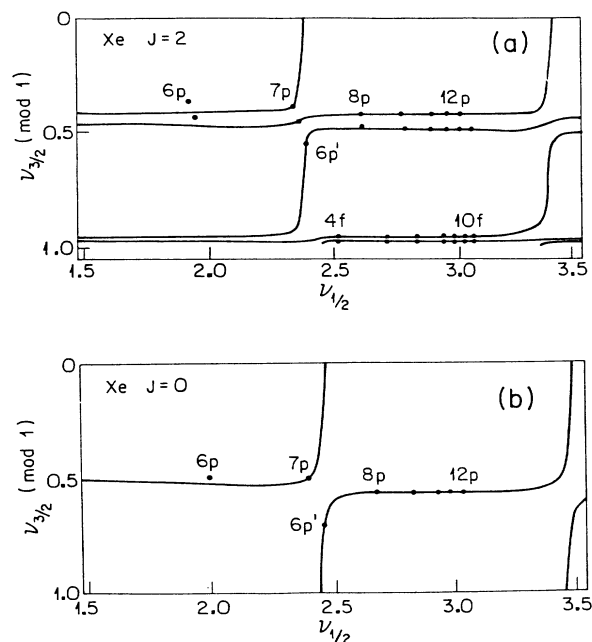 0
Xe J = 2
(a)
6p
7p
8p
12p
ν3/2 (mod 1)
0.5
6p'
4f
10f
1.0
1.5
2.0
2.5
3.0
3.5
ν1/2
0
Xe J = 0
(b)
6p
7p
8p
12p
ν3/2 (mod 1)
0.5
6p'
1.0
1.5
2.0
2.5
3.0
3.5
ν1/2